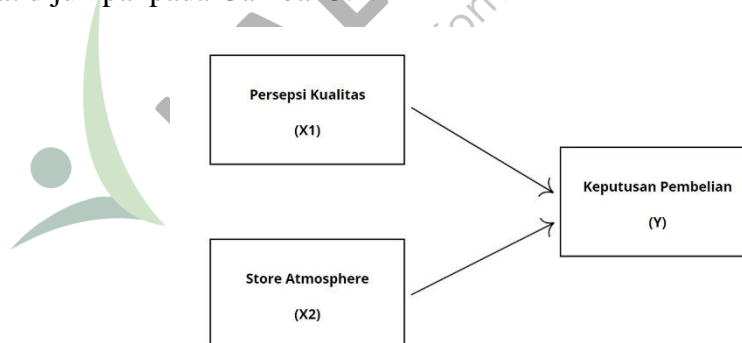 Persepsi Kualitas
(X1)
Keputusan Pembelian
(Y)
Store Atmosphere
(X2)